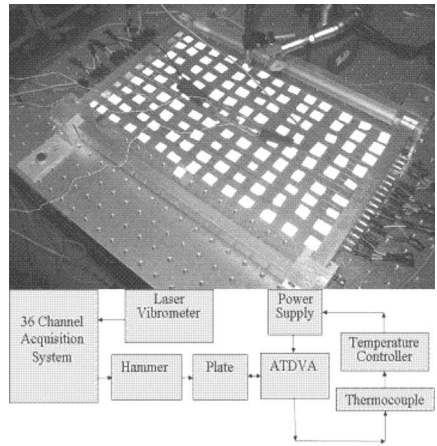 36 Channel
Acquisition
System
Laser
Vibrometer
Hammer
Plate
Power
Supply
ATDVA
Temperature
Controller
Thermocouple